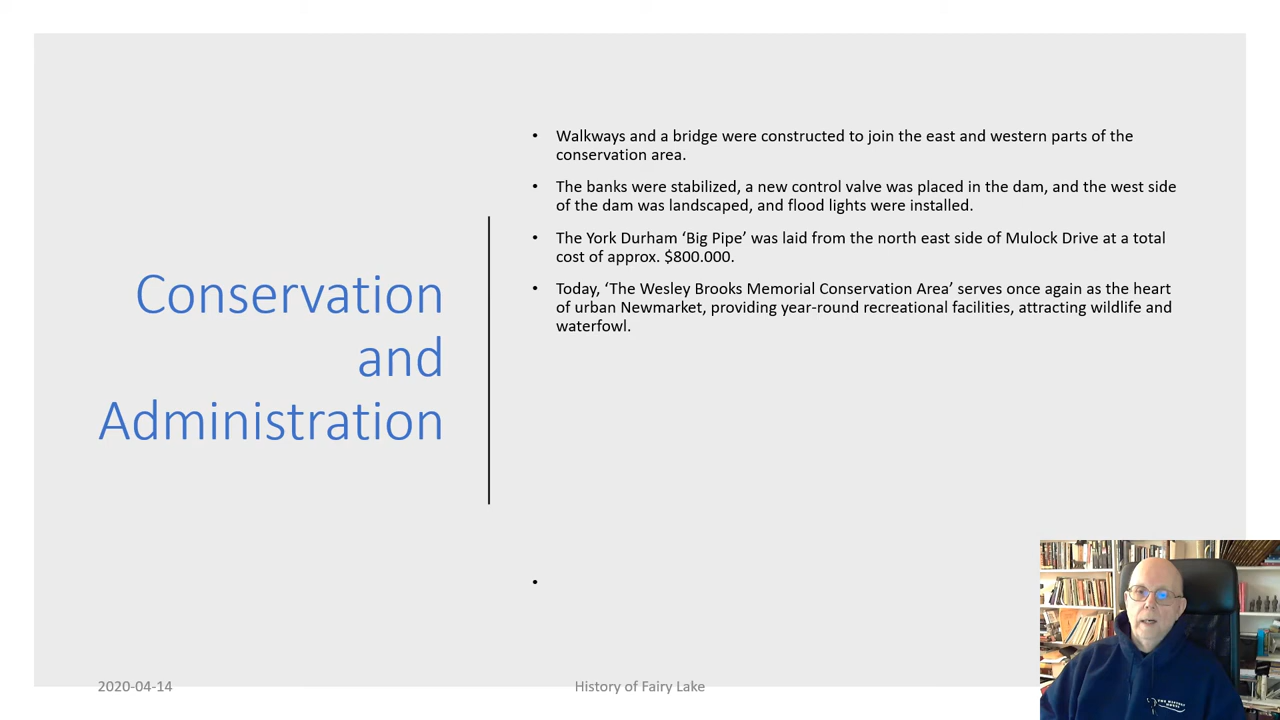 Conservation
and
Administration
• Walkways and a bridge were constructed to join the east and western parts of the
conservation area.
• The banks were stabilized, a new control valve was placed in the dam, and the west side
of the dam was landscaped, and flood lights were installed.
• The York Durham ‘Big Pipe’ was laid from the north east side of Mulock Drive at a total
cost of approx. $800.000.
• Today, ‘The Wesley Brooks Memorial Conservation Area’ serves once again as the heart
of urban Newmarket, providing year-round recreational facilities, attracting wildlife and
waterfowl.
•
2020-04-14
History of Fairy Lake